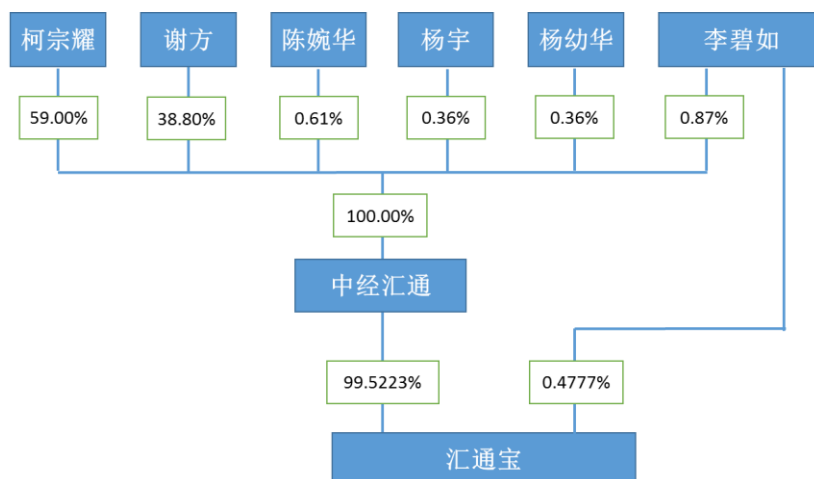 柯宗耀
谢方
陈婉华
杨宇
杨幼华
李碧如
59.00%
38.80%
0.61%
0.36%
0.36%
0.87%
100.00%
中经汇通
99.5223%
0.4777%
汇通宝